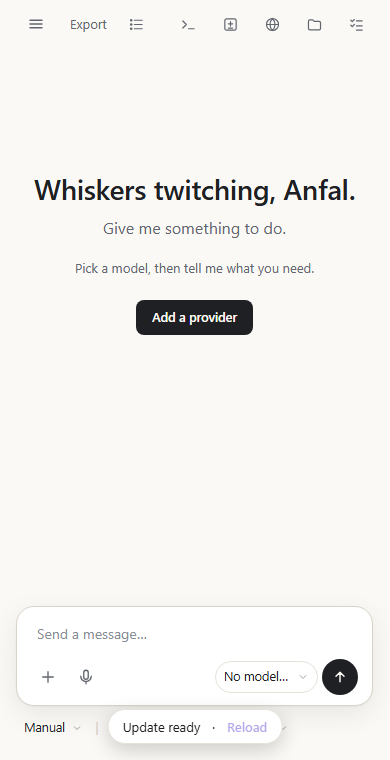 Export
Whiskers twitching, Anfal.
Give me something to do.
Pick a model, then tell me what you need.
Add a provider
Send a message...
No model...
Manual
Update ready · Reload